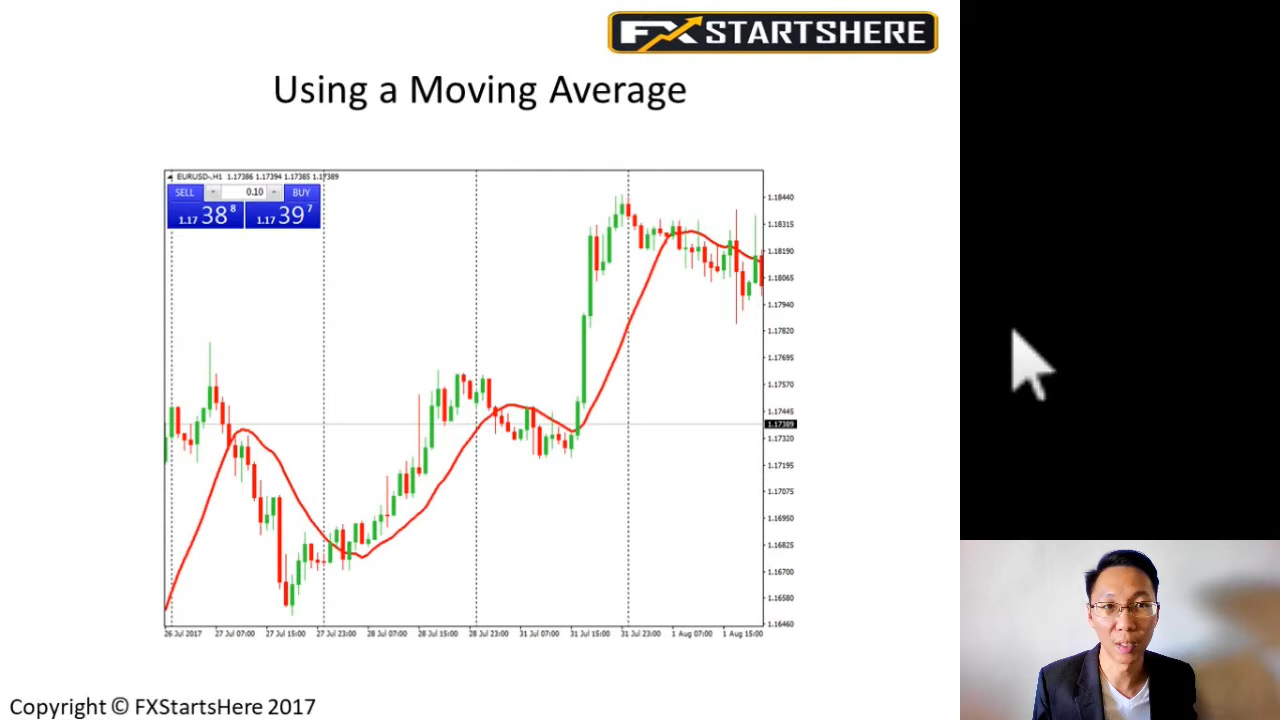 FX STARTSHERE
Using a Moving Average
EURUSD-,H1 1.17386 1.17394 1.17385 1.17389
SELL 0.10 BUY
1.17 38 8 1.17 39 7
1.18440
1.18315
1.18190
1.18065
1.17940
1.17820
1.17695
1.17570
1.17445
1.17389
1.17320
1.17195
1.17075
1.16950
1.16825
1.16700
1.16580
1.16460
26 Jul 2017 27 Jul 07:00 27 Jul 15:00 27 Jul 23:00 28 Jul 07:00 28 Jul 15:00 28 Jul 23:00 31 Jul 07:00 31 Jul 15:00 31 Jul 23:00 1 Aug 07:00 1 Aug 15:00
Copyright © FXStartsHere 2017